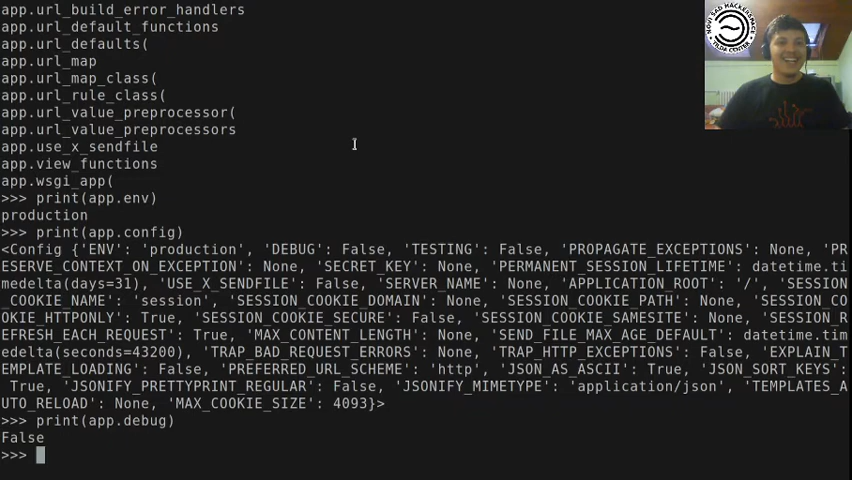 app.url_build_error_handlers
app.url_default_functions
app.url_defaults(
app.url_map
app.url_map_class(
app.url_rule_class(
app.url_value_preprocessor(
app.url_value_preprocessors
app.use_x_sendfile
app.view_functions
app.wsgi_app(
>>> print(app.env)
production
>>> print(app.config)
<Config {'ENV': 'production', 'DEBUG': False, 'TESTING': False, 'PROPAGATE_EXCEPTIONS': None, 'PR
ESERVE_CONTEXT_ON_EXCEPTION': None, 'SECRET_KEY': None, 'PERMANENT_SESSION_LIFETIME': datetime.ti
medelta(days=31), 'USE_X_SENDFILE': False, 'SERVER_NAME': None, 'APPLICATION_ROOT': '/', 'SESSION
_COOKIE_NAME': 'session', 'SESSION_COOKIE_DOMAIN': None, 'SESSION_COOKIE_PATH': None, 'SESSION_CO
OKIE_HTTPONLY': True, 'SESSION_COOKIE_SECURE': False, 'SESSION_COOKIE_SAMESITE': None, 'SESSION_R
EFRESH_EACH_REQUEST': True, 'MAX_CONTENT_LENGTH': None, 'SEND_FILE_MAX_AGE_DEFAULT': datetime.tim
edelta(seconds=43200), 'TRAP_BAD_REQUEST_ERRORS': None, 'TRAP_HTTP_EXCEPTIONS': False, 'EXPLAIN_T
EMPLATE_LOADING': False, 'PREFERRED_URL_SCHEME': 'http', 'JSON_AS_ASCII': True, 'JSON_SORT_KEYS':
 True, 'JSONIFY_PRETTYPRINT_REGULAR': False, 'JSONIFY_MIMETYPE': 'application/json', 'TEMPLATES_A
UTO_RELOAD': None, 'MAX_COOKIE_SIZE': 4093}>
>>> print(app.debug)
False
>>>
NOVI SAD HACKERSPACE
TILDA CENTER